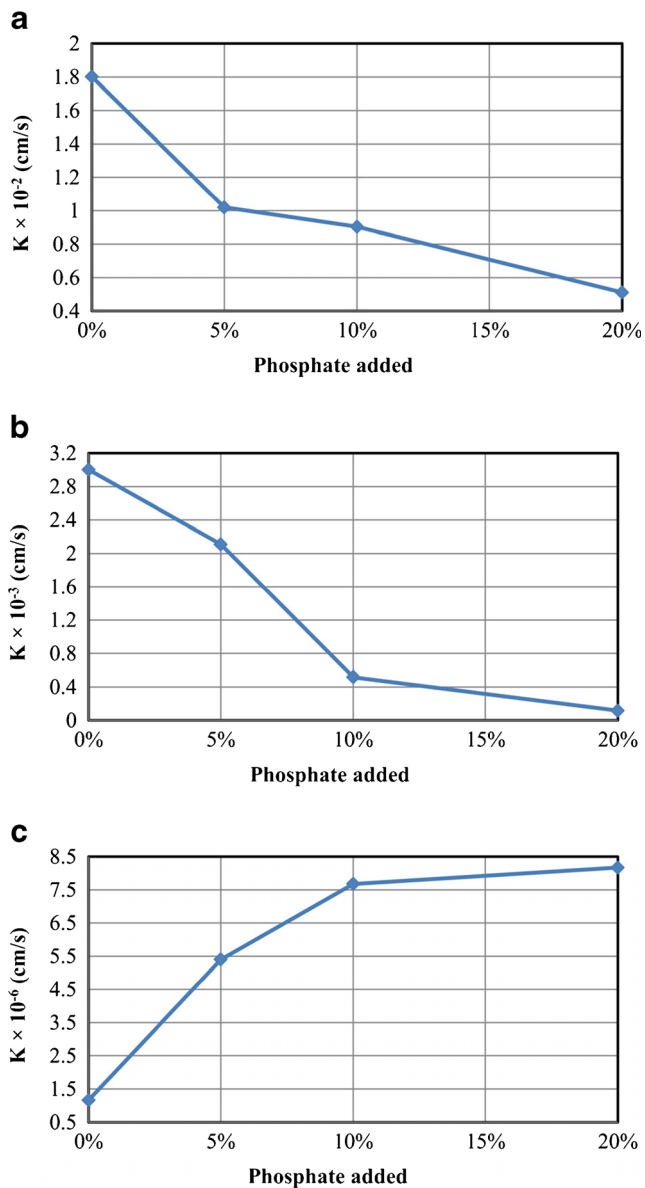 a
2
1.8
1.6
1.4
1.2
1
0.8
0.6
0.4
K × 10⁻² (cm/s)
0% 5% 10% 15% 20%
Phosphate added
b
3.2
2.8
2.4
2
1.6
1.2
0.8
0.4
0
K × 10⁻³ (cm/s)
0% 5% 10% 15% 20%
Phosphate added
c
8.5
7.5
6.5
5.5
4.5
3.5
2.5
1.5
0.5
K × 10⁻⁶ (cm/s)
0% 5% 10% 15% 20%
Phosphate added